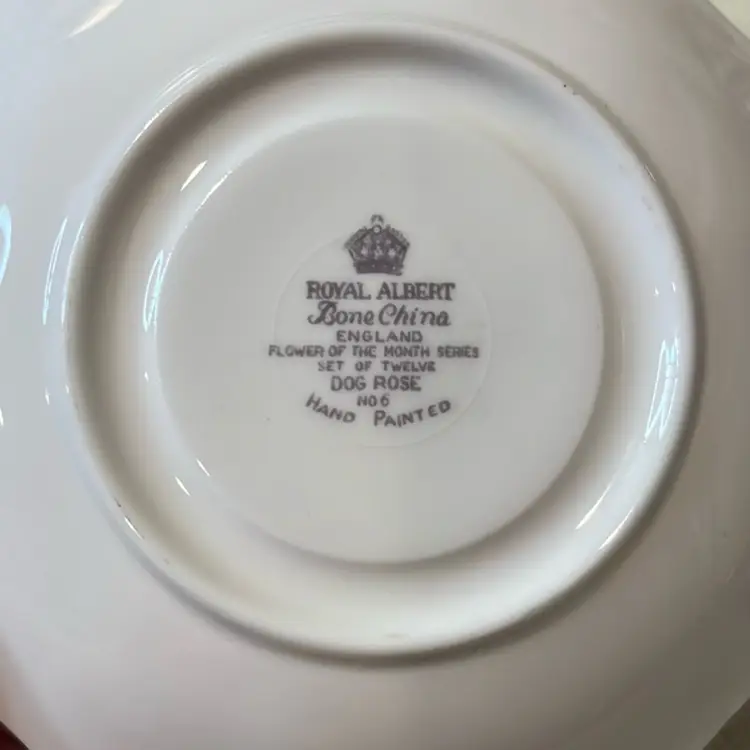 ROYAL ALBERT
Bone China
ENGLAND
FLOWER OF THE MONTH SERIES
SET OF TWELVE
DOG ROSE
NO 6
HAND PAINTED